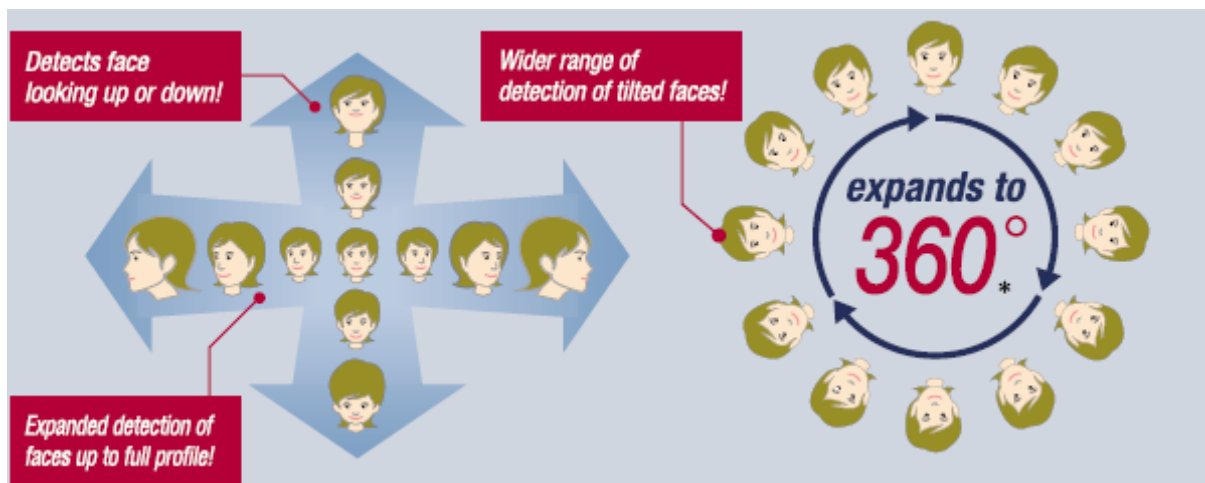 Detects face
looking up or down!
Wider range of
detection of tilted faces!
expands to
360°*
Expanded detection of
faces up to full profile!